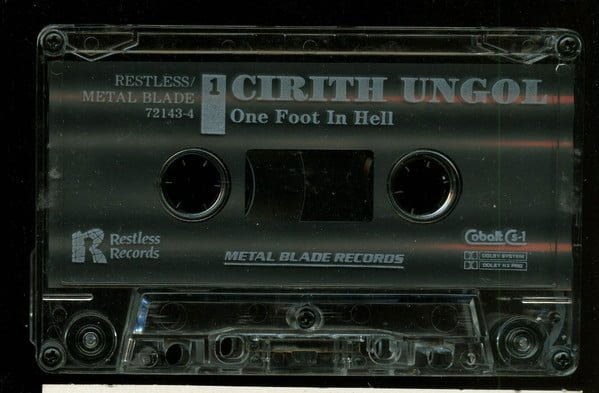 RESTLESS/
METAL BLADE
72143-4
1
CIRITH UNGOL
One Foot In Hell
R Restless
Records
METAL BLADE RECORDS
Cobalt Cs-1
DOLBY SYSTEM
DOLBY HX PRO